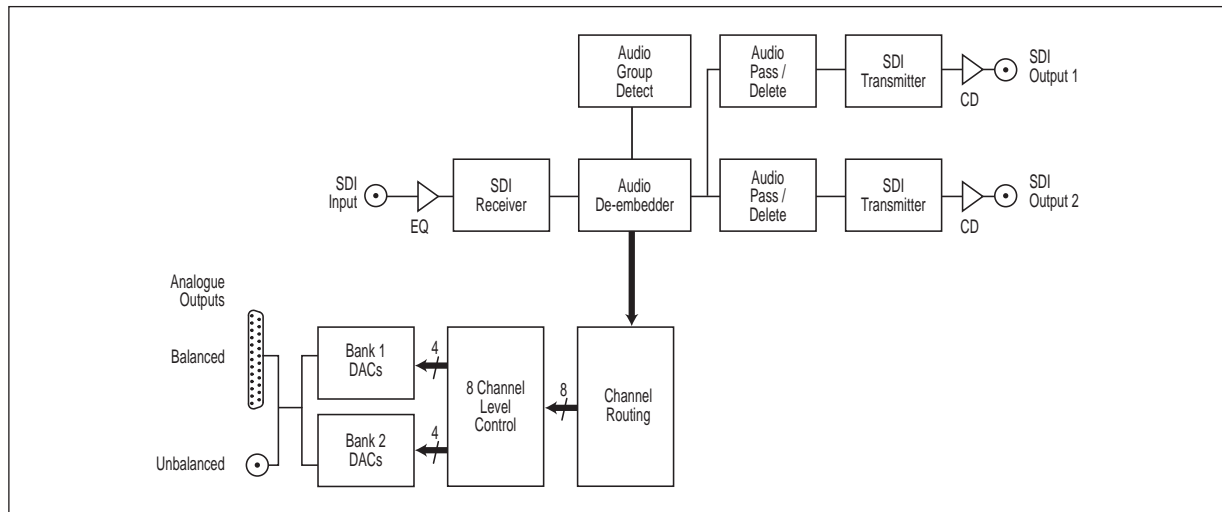 Audio
Group
Detect
Audio
Pass /
Delete
SDI
Transmitter
CD
SDI
Output 1
SDI
Input
EQ
SDI
Receiver
Audio
De-embedder
Audio
Pass /
Delete
SDI
Transmitter
CD
SDI
Output 2
Analogue
Outputs
Balanced
Unbalanced
Bank 1
DACs
Bank 2
DACs
4
4
8 Channel
Level
Control
8
Channel
Routing